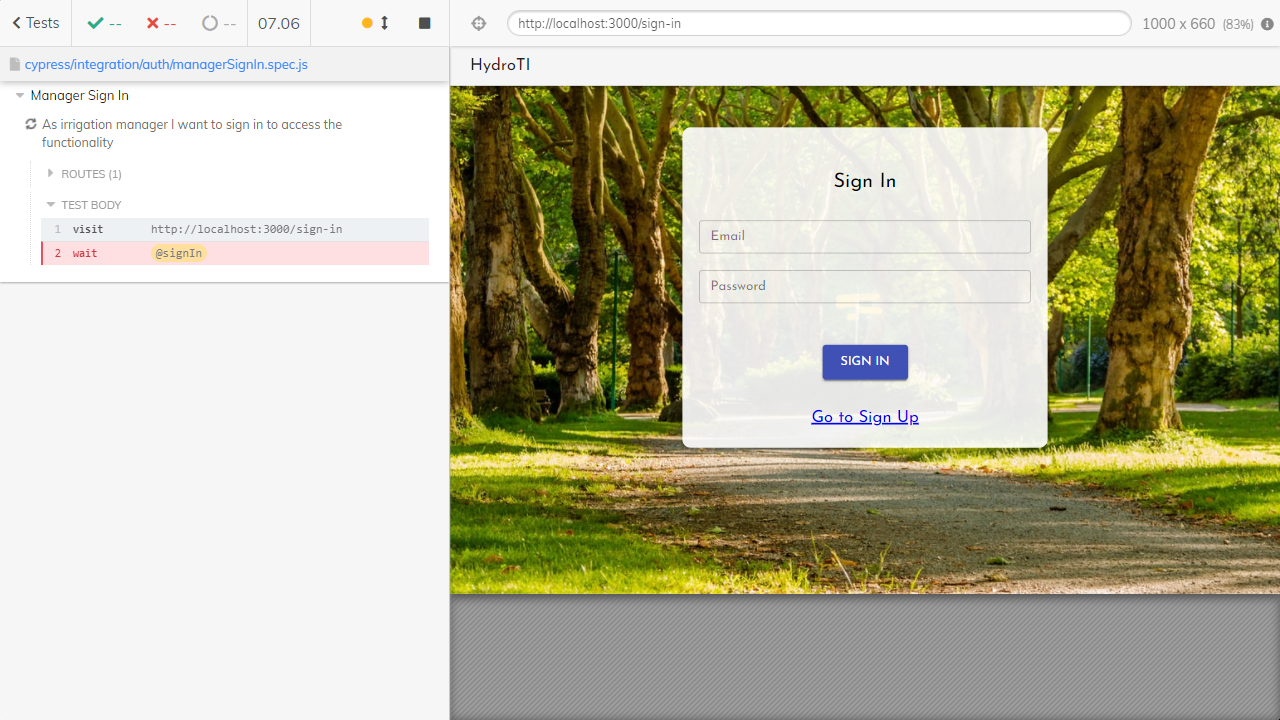 Tests
--
--
--
07.06
http://localhost:3000/sign-in
1000 x 660 (83%)
cypress/integration/auth/managerSignIn.spec.js
Manager Sign In
As irrigation manager I want to sign in to access the
functionality
ROUTES (1)
TEST BODY
1 visit http://localhost:3000/sign-in
2 wait @signIn
HydroTI
Sign In
Email
Password
SIGN IN
Go to Sign Up